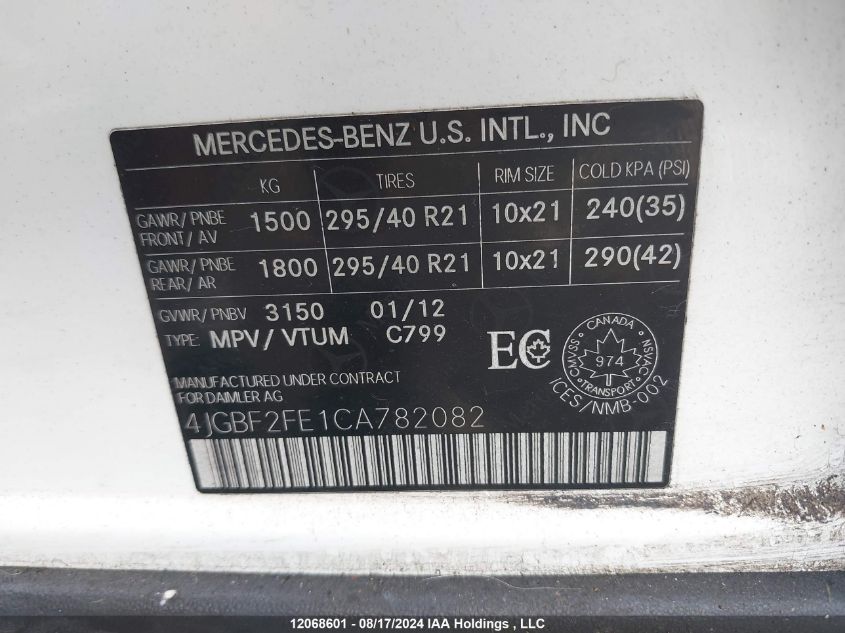 MERCEDES-BENZ U.S. INTL., INC
KG TIRES RIM SIZE COLD KPA (PSI)
GAWR/ PNBE FRONT/ AV 1500 295/40 R21 10x21 240(35)
GAWR/ PNBE REAR/ AR 1800 295/40 R21 10x21 290(42)
GVWR/ PNBV 3150 01/12
TYPE: MPV/VTUM C799
EC
CANADA
SSVMC 974 NSVAC
TRANSPORT
ICES/NMB-002
MANUFACTURED UNDER CONTRACT
FOR DAIMLER AG
4JGBF2FE1CA782082
12068601 - 08/17/2024 IAA Holdings, LLC